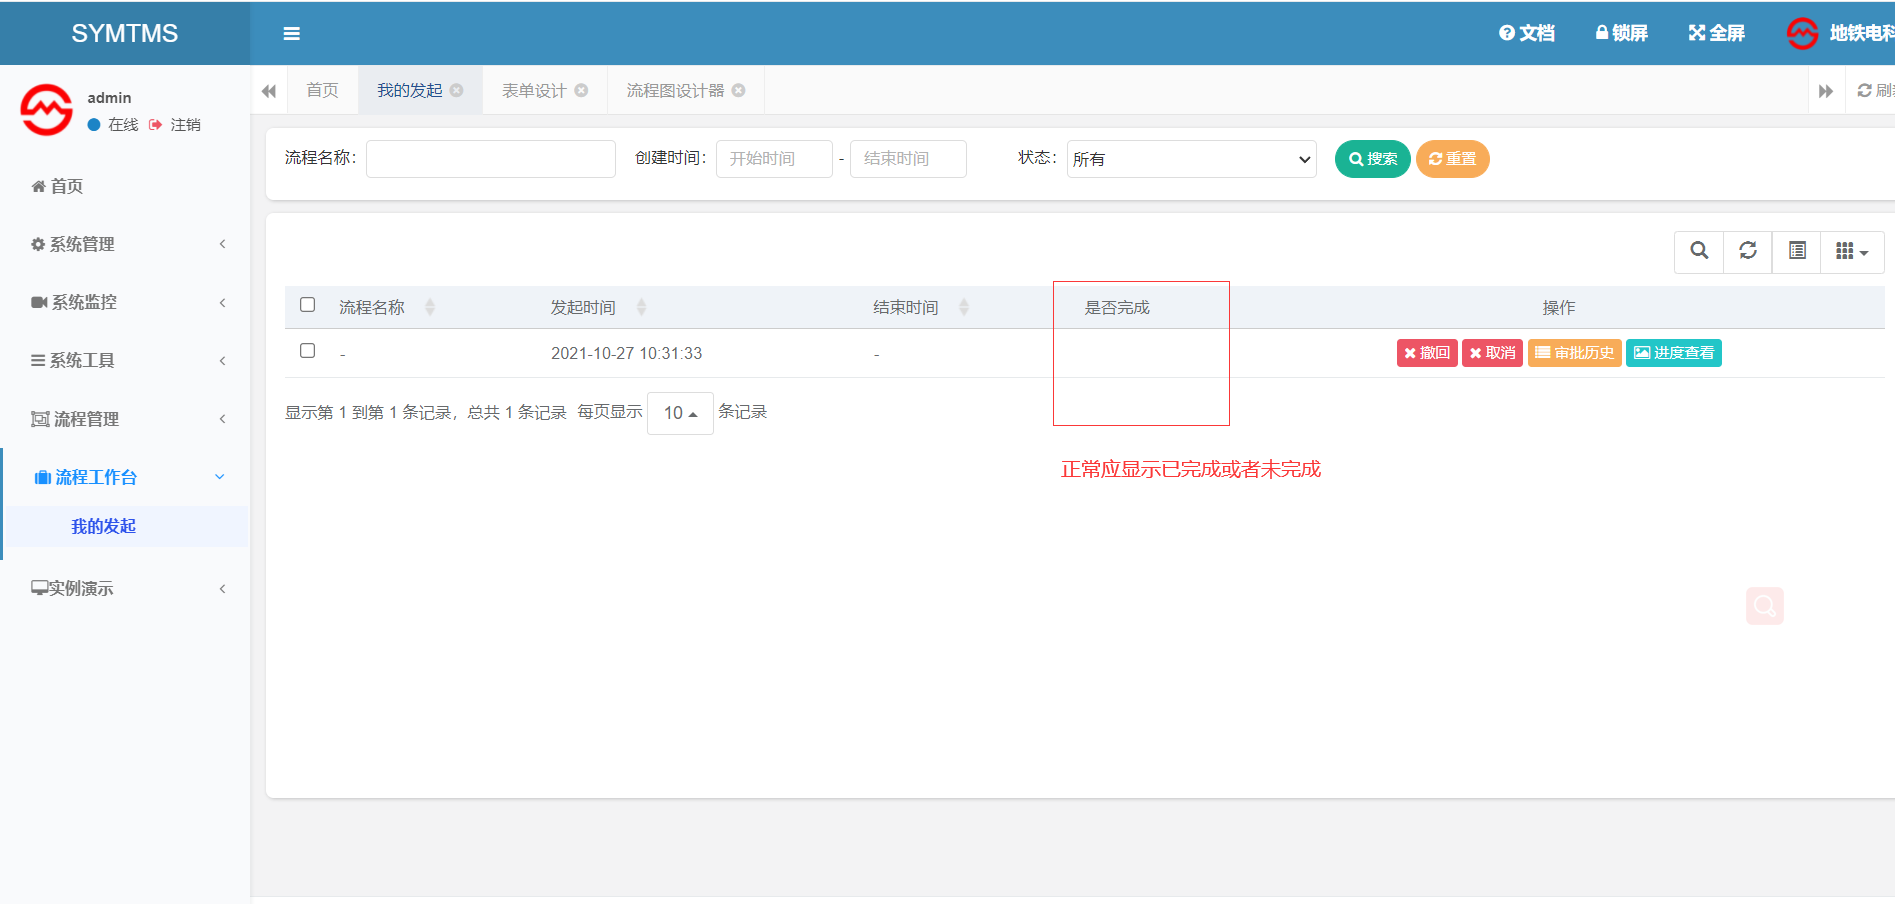 SYMTMS
文档 锁屏 全屏 地铁电科
admin
在线 注销
首页 我的发起 表单设计 流程图设计器 刷
流程名称： 创建时间： 开始时间 - 结束时间 状态： 所有 搜索 重置
首页
系统管理
系统监控
系统工具
流程管理
流程工作台
我的发起
实例演示
流程名称 发起时间 结束时间 是否完成 操作
- 2021-10-27 10:31:33 - 撤回 取消 审批历史 进度查看
显示第 1 到第 1 条记录，总共 1 条记录 每页显示 10 条记录
正常应显示已完成或者未完成